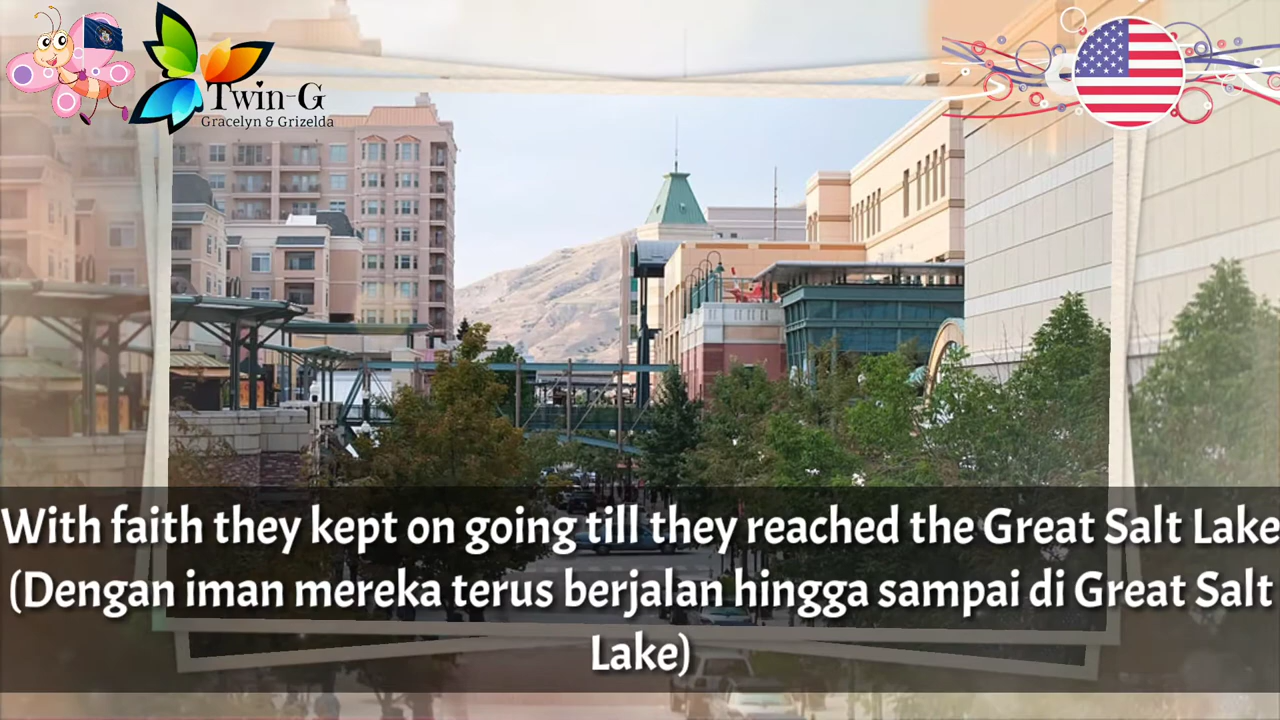 Twin-G
Gracelyn & Grizelda
With faith they kept on going till they reached the Great Salt Lake
(Dengan iman mereka terus berjalan hingga sampai di Great Salt
Lake)